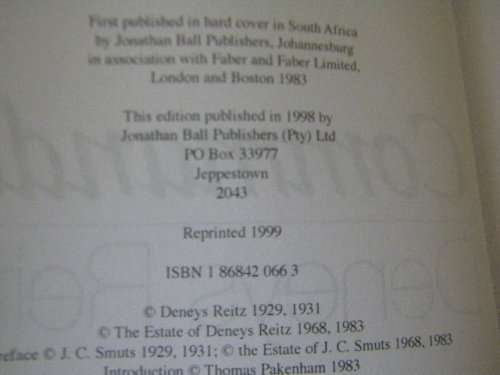 First published in hard cover in South Africa
by Jonathan Ball Publishers, Johannesburg
in association with Faber and Faber Limited,
London and Boston 1983
This edition published in 1998 by
Jonathan Ball Publishers (Pty) Ltd
PO Box 33977
Jeppestown
2043
Reprinted 1999
ISBN 1 86842 066 3
© Deneys Reitz 1929, 1931
© The Estate of Deneys Reitz 1968, 1983
reface © J. C. Smuts 1929, 1931; © the Estate of J. C. Smuts 1968, 1983
Introduction © Thomas Pakenham 1983